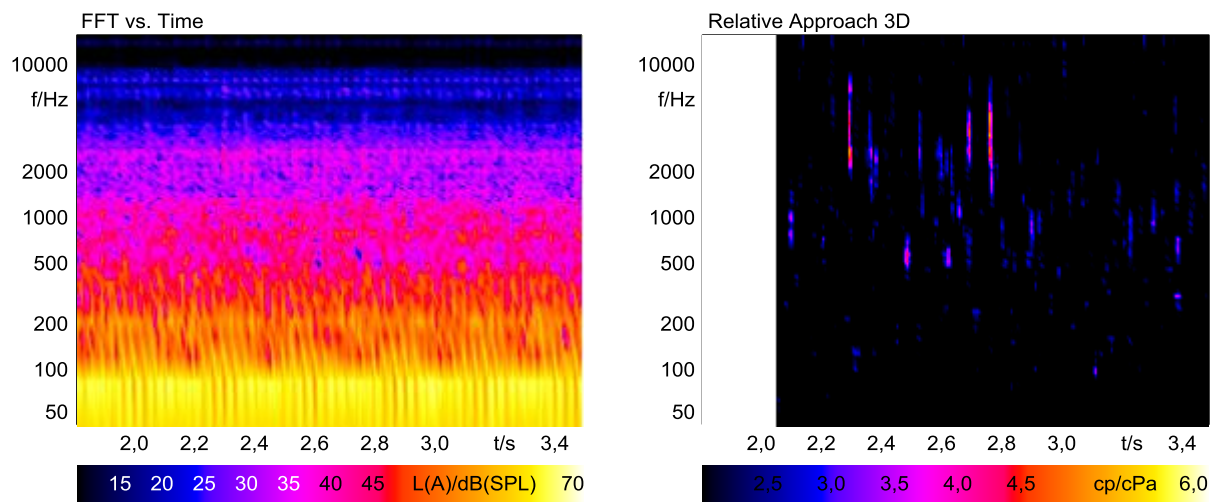 FFT vs. Time
10000
f/Hz
2000
1000
500
200
100
50
2,0 2,2 2,4 2,6 2,8 3,0 t/s 3,4
15 20 25 30 35 40 45 L(A)/dB(SPL) 70
Relative Approach 3D
10000
f/Hz
2000
1000
500
200
100
50
2,0 2,2 2,4 2,6 2,8 3,0 t/s 3,4
2,5 3,0 3,5 4,0 4,5 cp/cPa 6,0